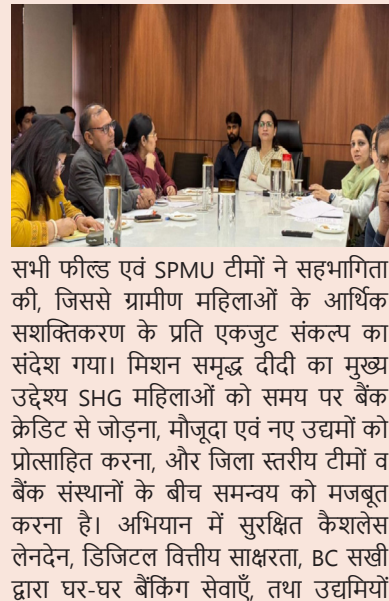 सभी फील्ड एवं SPMU टीमों ने सहभागिता
की, जिससे ग्रामीण महिलाओं के आर्थिक
सशक्तिकरण के प्रति एकजुट संकल्प का
संदेश गया। मिशन समृद्ध दीदी का मुख्य
उद्देश्य SHG महिलाओं को समय पर बैंक
क्रेडिट से जोड़ना, मौजूदा एवं नए उद्यमों को
प्रोत्साहित करना, और जिला स्तरीय टीमों व
बैंक संस्थानों के बीच समन्वय को मजबूत
करना है। अभियान में सुरक्षित कैशलेस
लेनदेन, डिजिटल वित्तीय साक्षरता, BC सखी
द्वारा घर-घर बैंकिंग सेवाएँ, तथा उद्यमियों